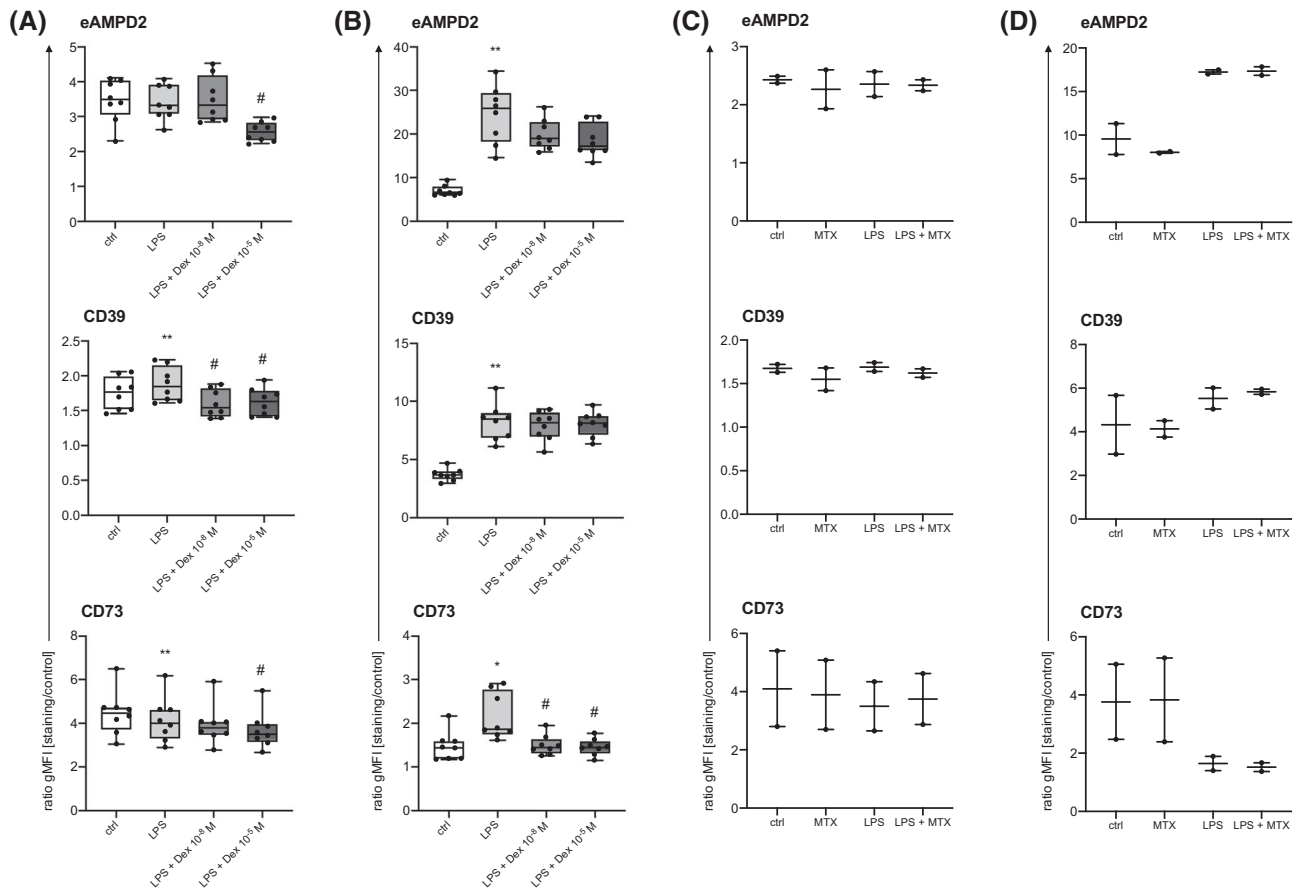 (A)
eAMPD2
5
4
3
2
1
0
#
ctrl
LPS
LPS + Dex 10-8 M
LPS + Dex 10-5 M
CD39
2.5
2.0
1.5
1.0
0.5
0.0
**
#
#
ctrl
LPS
LPS + Dex 10-8 M
LPS + Dex 10-5 M
CD73
8
6
4
2
0
**
#
ctrl
LPS
LPS + Dex 10-8 M
LPS + Dex 10-5 M
ratio gMFI [staining/control]
(B)
eAMPD2
40
30
20
10
0
**
ctrl
LPS
LPS + Dex 10-8 M
LPS + Dex 10-5 M
CD39
15
10
5
0
**
ctrl
LPS
LPS + Dex 10-8 M
LPS + Dex 10-5 M
CD73
4
3
2
1
0
*
#
#
ctrl
LPS
LPS + Dex 10-8 M
LPS + Dex 10-5 M
ratio gMFI [staining/control]
(C)
eAMPD2
3
2
1
0
ctrl MTX LPS LPS + MTX
CD39
2.0
1.5
1.0
0.5
0.0
ctrl MTX LPS LPS + MTX
CD73
6
4
2
0
ctrl MTX LPS LPS + MTX
ratio gMFI [staining/control]
(D)
eAMPD2
20
15
10
5
0
ctrl MTX LPS LPS + MTX
CD39
8
6
4
2
0
ctrl MTX LPS LPS + MTX
CD73
6
4
2
0
ctrl MTX LPS LPS + MTX
ratio gMFI [staining/control]